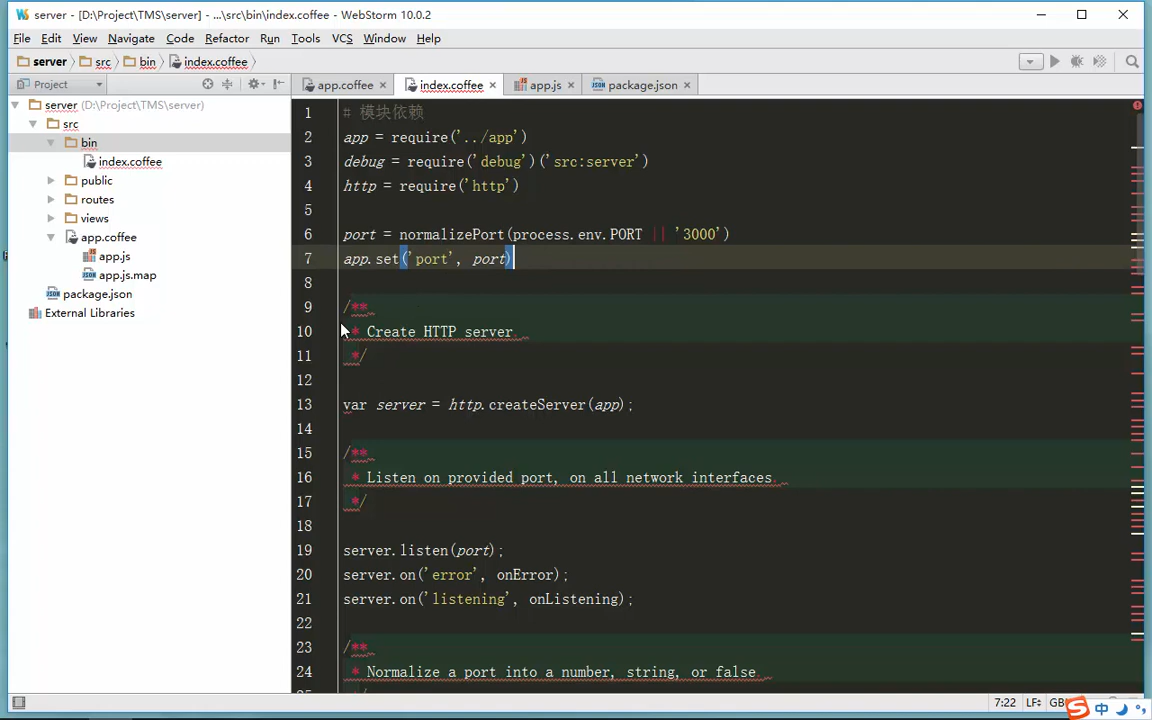 server - [D:\Project\TMS\server] - ...\src\bin\index.coffee - WebStorm 10.0.2
File Edit View Navigate Code Refactor Run Tools VCS Window Help
server src bin index.coffee
Project
app.coffee index.coffee app.js package.json
server (D:\Project\TMS\server)
src
bin
index.coffee
public
routes
views
app.coffee
app.js
app.js.map
package.json
External Libraries
1 # 模块依赖
2 app = require('../app')
3 debug = require('debug')('src:server')
4 http = require('http')
5
6 port = normalizePort(process.env.PORT || '3000')
7 app.set('port', port)
8
9 /**
10 * Create HTTP server.
11 */
12
13 var server = http.createServer(app);
14
15 /**
16 * Listen on provided port, on all network interfaces.
17 */
18
19 server.listen(port);
20 server.on('error', onError);
21 server.on('listening', onListening);
22
23 /**
24 * Normalize a port into a number, string, or false.
7:22 LF÷ GB
中